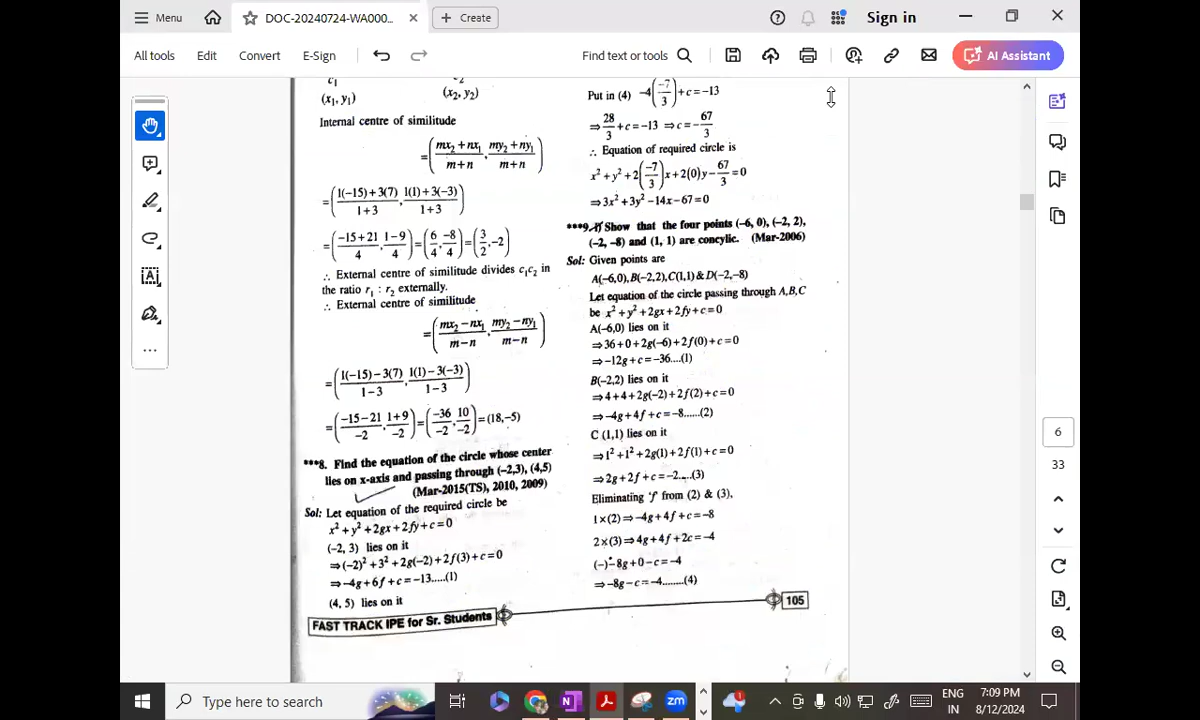 Menu
DOC-20240724-WA000...
Create
Sign in
All tools
Edit
Convert
E-Sign
Find text or tools
AI Assistant
(x₁, y₁)
(x₂, y₂)
Internal centre of similitude
=((mx₂+nx₁)/(m+n), (my₂+ny₁)/(m+n))
=((1(−15)+3(7))/(1+3), (1(1)+3(−3))/(1+3))
=((−15+21)/4, (1−9)/4)=(6/4, −8/4)=(3/2, −2)
∴ External centre of similitude divides c₁c₂ in
the ratio r₁ : r₂ externally.
∴ External centre of similitude
=((mx₂−nx₁)/(m−n), (my₂−ny₁)/(m−n))
=((1(−15)−3(7))/(1−3), (1(1)−3(−3))/(1−3))
=((−15−21)/−2, (1+9)/−2)=(−36/−2, 10/−2)=(18,−5)
***8. Find the equation of the circle whose center
lies on x-axis and passing through (−2,3), (4,5)
(Mar-2015(TS), 2010, 2009)
Sol: Let equation of the required circle be
x²+y²+2gx+2fy+c=0
(−2, 3) lies on it
⇒(−2)²+3²+2g(−2)+2f(3)+c=0
⇒−4g+6f+c=−13.....(1)
(4, 5) lies on it
FAST TRACK IPE for Sr. Students
Put in (4) −4(−7/3)+c=−13
⇒28/3+c=−13 ⇒c=−67/3
∴ Equation of required circle is
x²+y²+2(−7/3)x+2(0)y−67/3=0
⇒3x²+3y²−14x−67=0
***9. Show that the four points (−6, 0), (−2, 2),
(−2, −8) and (1, 1) are concylic. (Mar-2006)
Sol: Given points are
A(−6,0), B(−2,2), C(1,1) & D(−2,−8)
Let equation of the circle passing through A,B,C
be x²+y²+2gx+2fy+c=0
A(−6,0) lies on it
⇒36+0+2g(−6)+2f(0)+c=0
⇒−12g+c=−36....(1)
B(−2,2) lies on it
⇒4+4+2g(−2)+2f(2)+c=0
⇒−4g+4f+c=−8......(2)
C (1,1) lies on it
⇒1²+1²+2g(1)+2f(1)+c=0
⇒2g+2f+c=−2....(3)
Eliminating 'f' from (2) & (3),
1×(2)⇒−4g+4f+c=−8
2×(3)⇒4g+4f+2c=−4
(−)−8g+0−c=−4
⇒−8g−c=−4........(4)
105
6
33
Type here to search
zm
ENG
IN
7:09 PM
8/12/2024